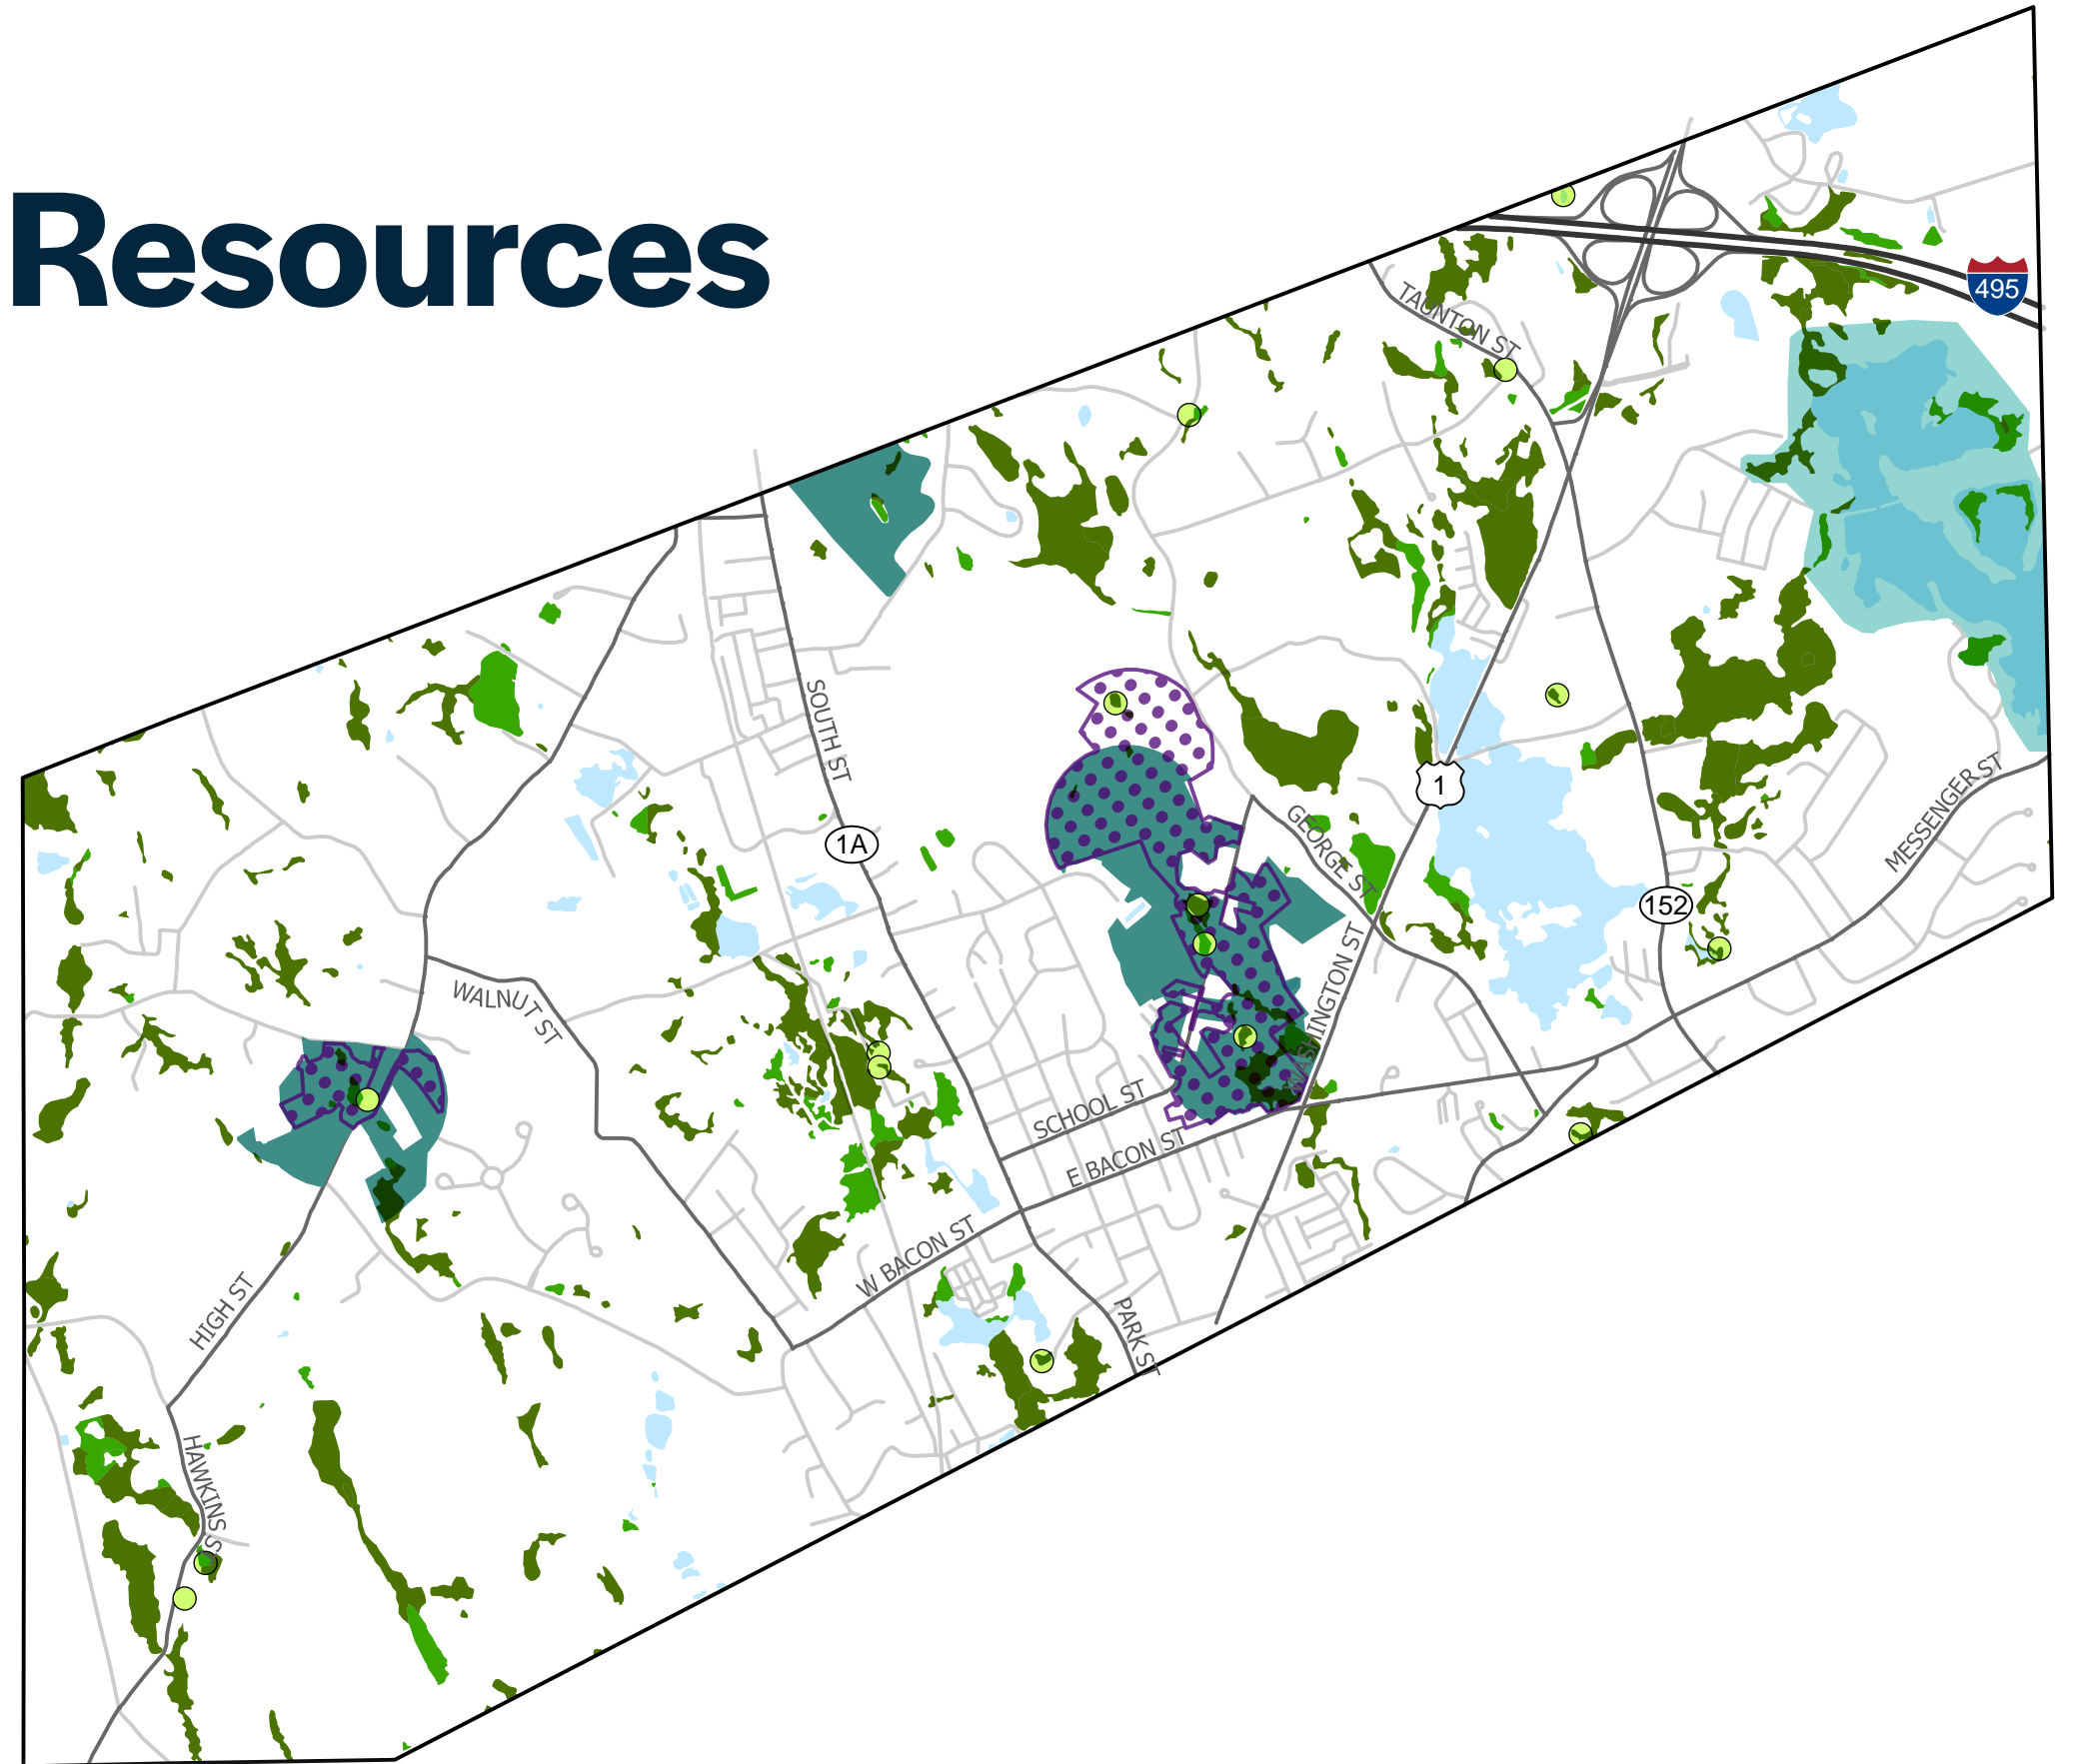 Resources
495
TAUNTON ST
SOUTH ST
1
GEORGE ST
MESSENGER ST
1A
152
WASHINGTON ST
WALNUT ST
SCHOOL ST
E BACON ST
W BACON ST
HIGH ST
PARK ST
HAWKINS S